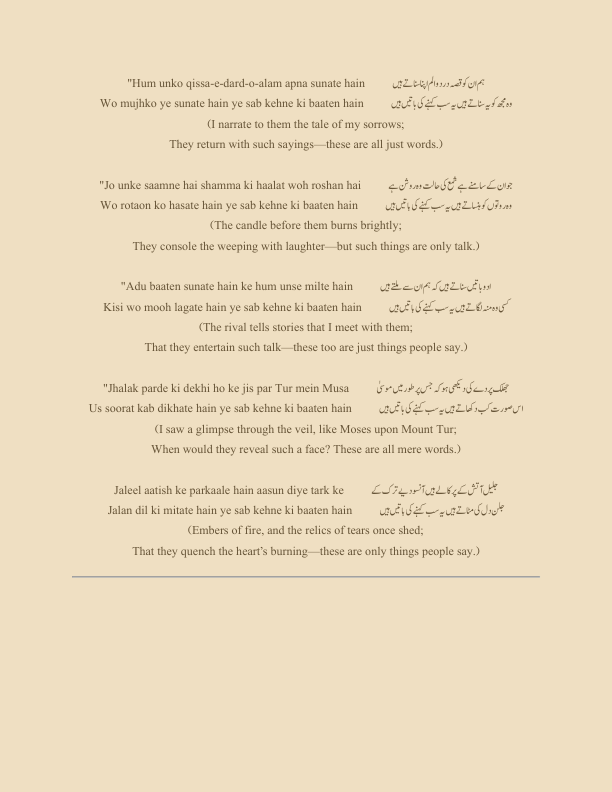 "Hum unko qissa-e-dard-o-alam apna sunate hain ہم ان کو قصہ درد والم اپنا سناتے ہیں
Wo mujhko ye sunate hain ye sab kehne ki baaten hain وہ مجھ کو یہ سناتے ہیں یہ سب کہنے کی باتیں ہیں
(I narrate to them the tale of my sorrows;
They return with such sayings—these are all just words.)
"Jo unke saamne hai shamma ki haalat woh roshan hai جو ان کے سامنے ہے شمع کی حالت وہ روشن ہے
Wo rotaon ko hasate hain ye sab kehne ki baaten hain وہ روتوں کو ہنساتے ہیں یہ سب کہنے کی باتیں ہیں
(The candle before them burns brightly;
They console the weeping with laughter—but such things are only talk.)
"Adu baaten sunate hain ke hum unse milte hain ادو باتیں سناتے ہیں کہ ہم ان سے ملتے ہیں
Kisi wo mooh lagate hain ye sab kehne ki baaten hain کسی وہ منہ لگاتے ہیں یہ سب کہنے کی باتیں ہیں
(The rival tells stories that I meet with them;
That they entertain such talk—these too are just things people say.)
"Jhalak parde ki dekhi ho ke jis par Tur mein Musa جھلک پردے کی دیکھی ہو کہ جس پر طور میں موسیٰ
Us soorat kab dikhate hain ye sab kehne ki baaten hain اس صورت کب دکھاتے ہیں یہ سب کہنے کی باتیں ہیں
(I saw a glimpse through the veil, like Moses upon Mount Tur;
When would they reveal such a face? These are all mere words.)
Jaleel aatish ke parkaale hain aasun diye tark ke جلیل آتش کے پرکالے ہیں آنسو دیے ترک کے
Jalan dil ki mitate hain ye sab kehne ki baaten hain جلن دل کی مٹاتے ہیں یہ سب کہنے کی باتیں ہیں
(Embers of fire, and the relics of tears once shed;
That they quench the heart’s burning—these are only things people say.)